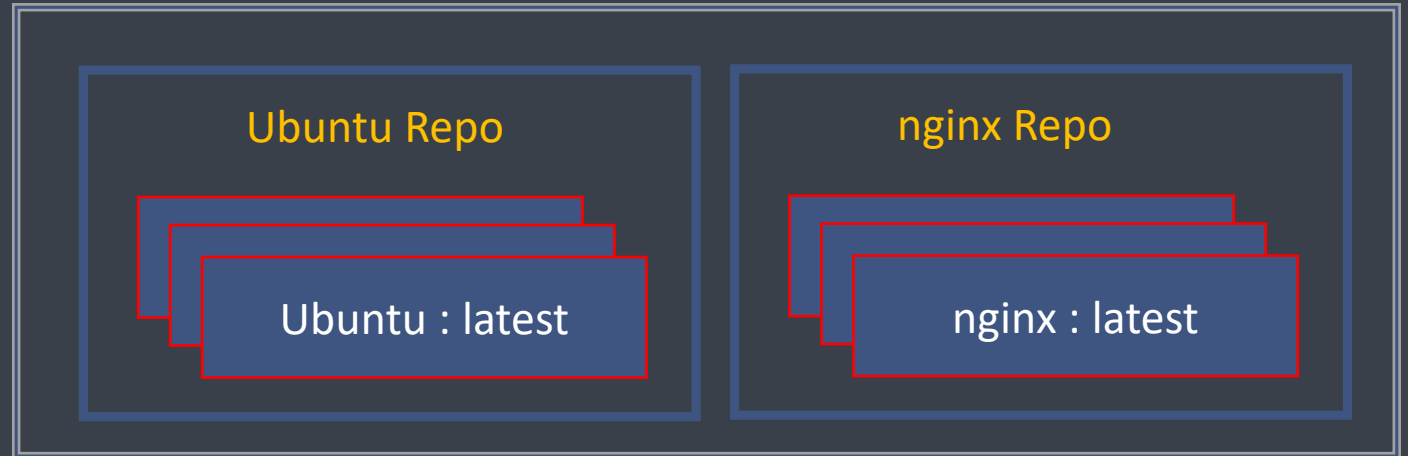 Ubuntu Repo
Ubuntu : latest
nginx Repo
nginx : latest